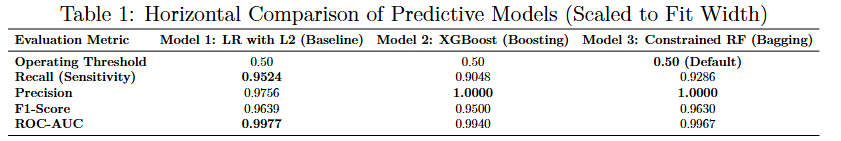 Table 1: Horizontal Comparison of Predictive Models (Scaled to Fit Width)
Evaluation Metric Model 1: LR with L2 (Baseline) Model 2: XGBoost (Boosting) Model 3: Constrained RF (Bagging)
Operating Threshold 0.50 0.50 0.50 (Default)
Recall (Sensitivity) 0.9524 0.9048 0.9286
Precision 0.9756 1.0000 1.0000
F1-Score 0.9639 0.9500 0.9630
ROC-AUC 0.9977 0.9940 0.9967